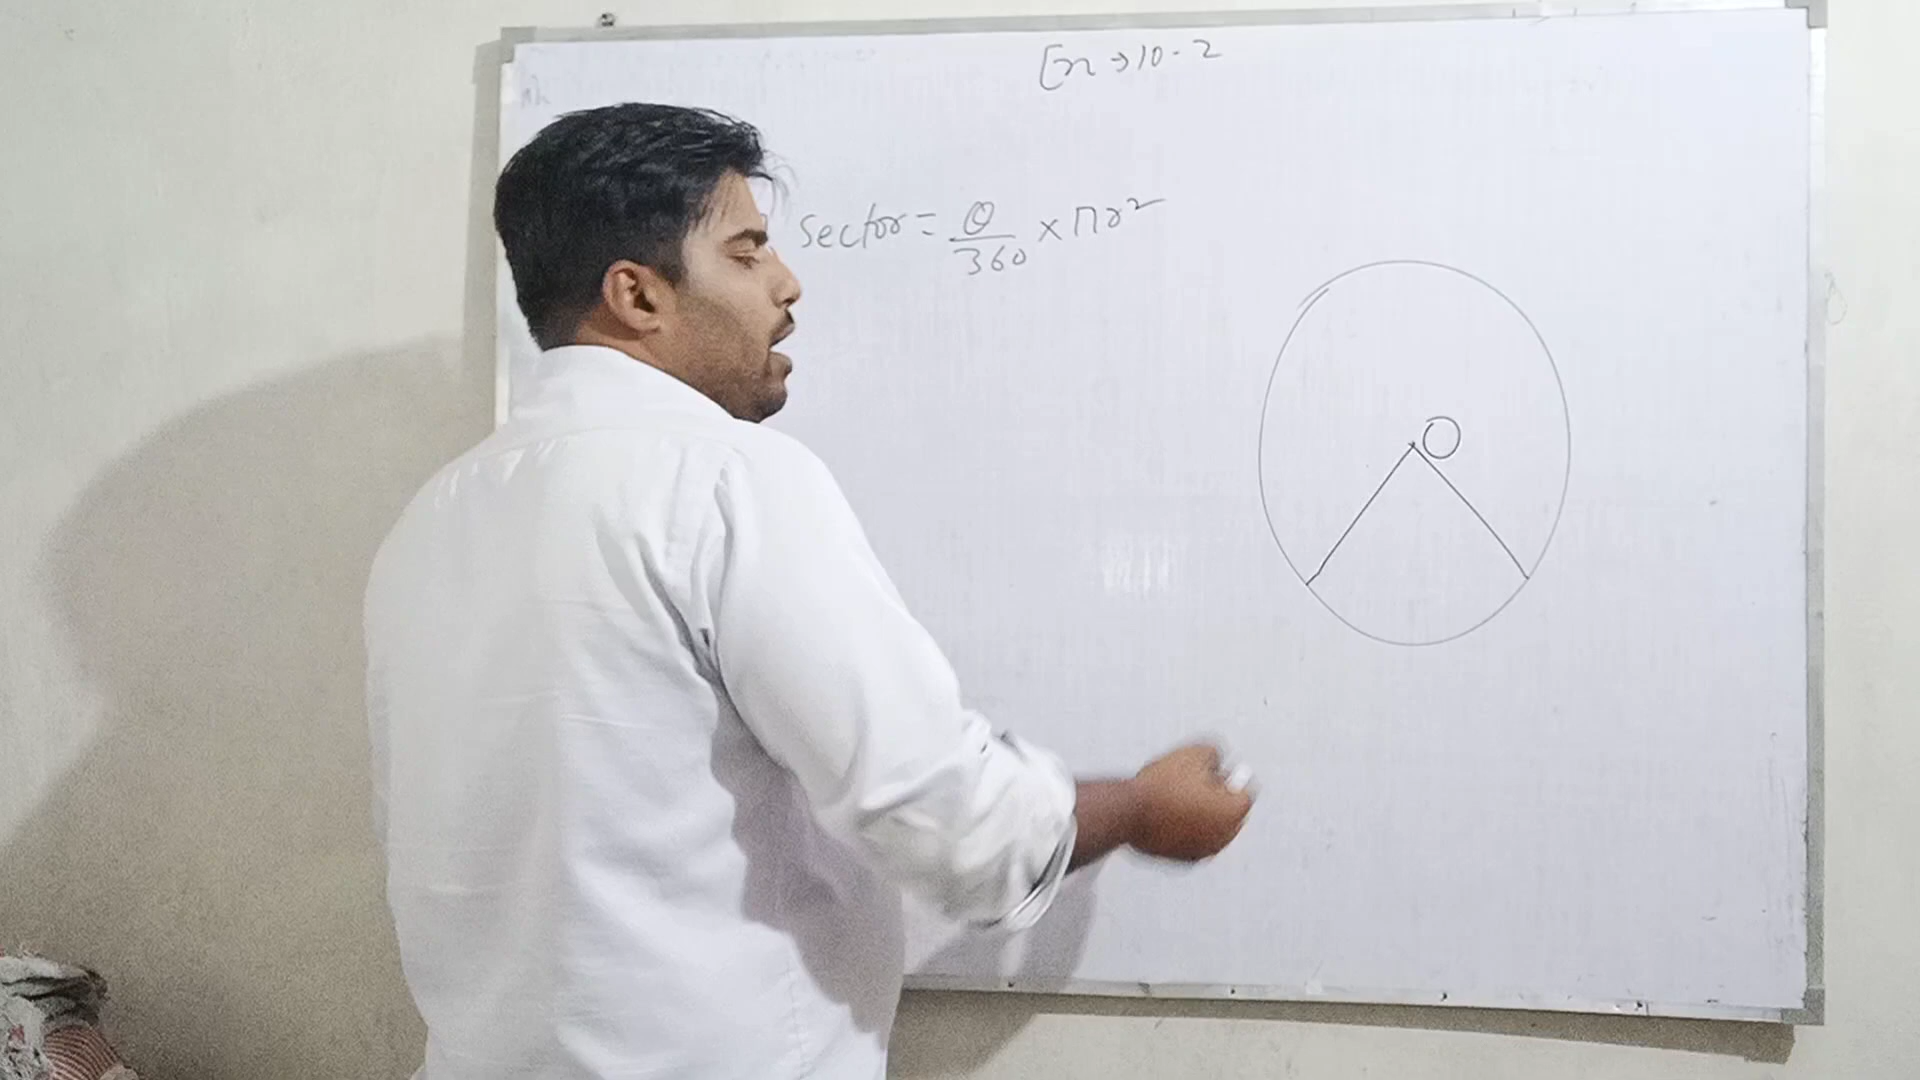 Ex → 10.2
Sector = θ/360 × πr²
O